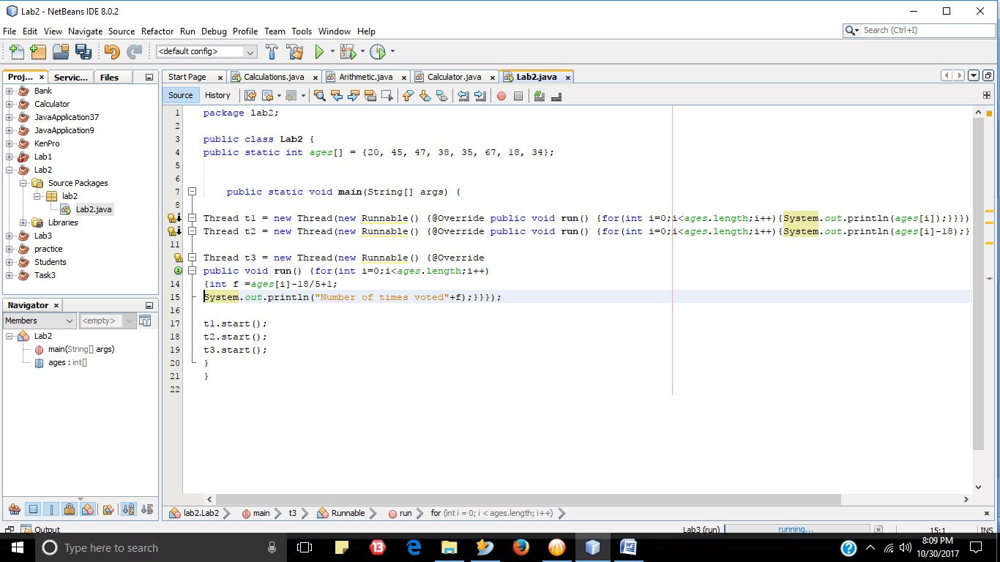 Lab2 - NetBeans IDE 8.0.2
File Edit View Navigate Source Refactor Run Debug Profile Team Tools Window Help
Search (Ctrl+I)
<default config>
Proj... × Servic... Files
Start Page × Calculations.java × Arithmetic.java × Calculator.java × Lab2.java ×
Source History
Bank
Calculator
JavaApplication37
JavaApplication9
KenPro
Lab1
Lab2
Source Packages
lab2
Lab2.java
Libraries
Lab3
practice
Students
Task3
Navigator ×
Members <empty>
Lab2
main(String[] args)
ages : int[]
1 package lab2;
2
3 public class Lab2 {
4 public static int ages[] = {20, 45, 47, 38, 35, 67, 18, 34};
5
6
7 public static void main(String[] args) {
8
Thread t1 = new Thread(new Runnable() {@Override public void run() {for(int i=0;i<ages.length;i++){System.out.println(ages[i]);}}})
Thread t2 = new Thread(new Runnable() {@Override public void run() {for(int i=0;i<ages.length;i++){System.out.println(ages[i]-18);}
11
Thread t3 = new Thread(new Runnable() {@Override
public void run() {for(int i=0;i<ages.length;i++)
14 {int f =ages[i]-18/5+1;
15 System.out.println("Number of times voted"+f);}}});
16
17 t1.start();
18 t2.start();
19 t3.start();
20 }
21 }
22
lab2.Lab2 main t3 Runnable run for (int i = 0; i < ages.length; i++)
Output
Lab3 (run) running... 15:1 INS
Type here to search
13
8:09 PM
10/30/2017